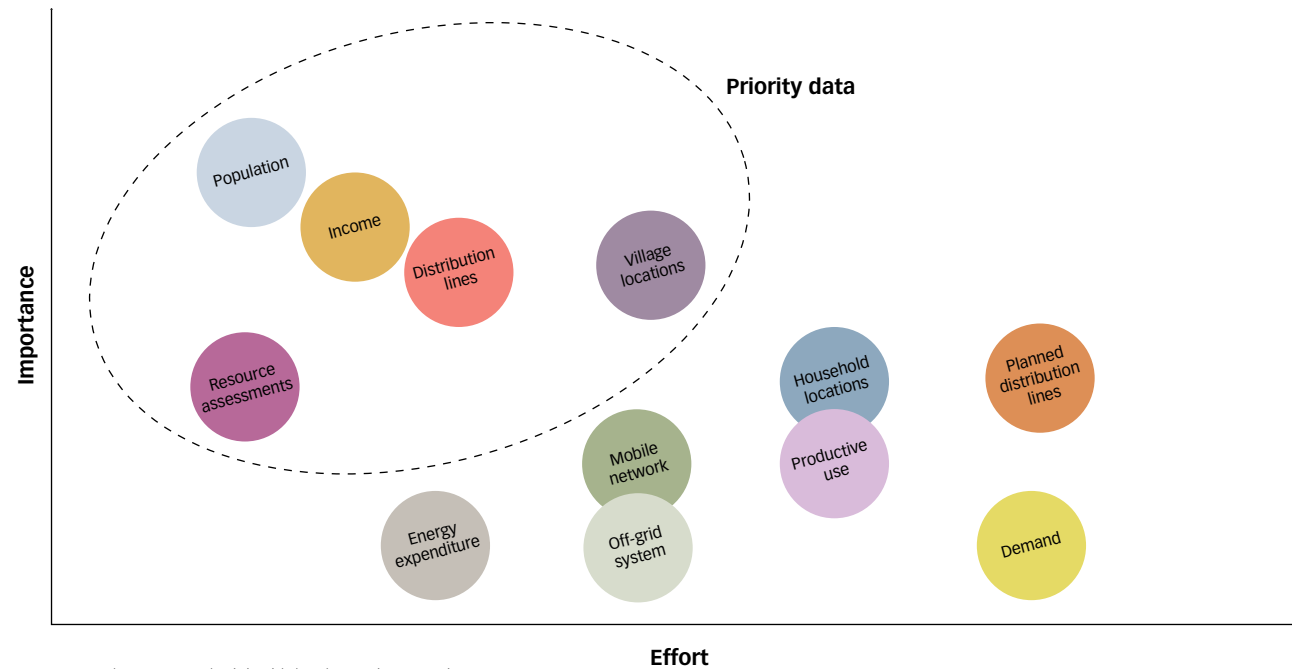 Priority data
Population
Income
Distribution
lines
Village
locations
Importance
Resource
assessments
Household
locations
Planned
distribution
lines
Mobile
network
Productive
use
Energy
expenditure
Off-grid
system
Demand
Effort